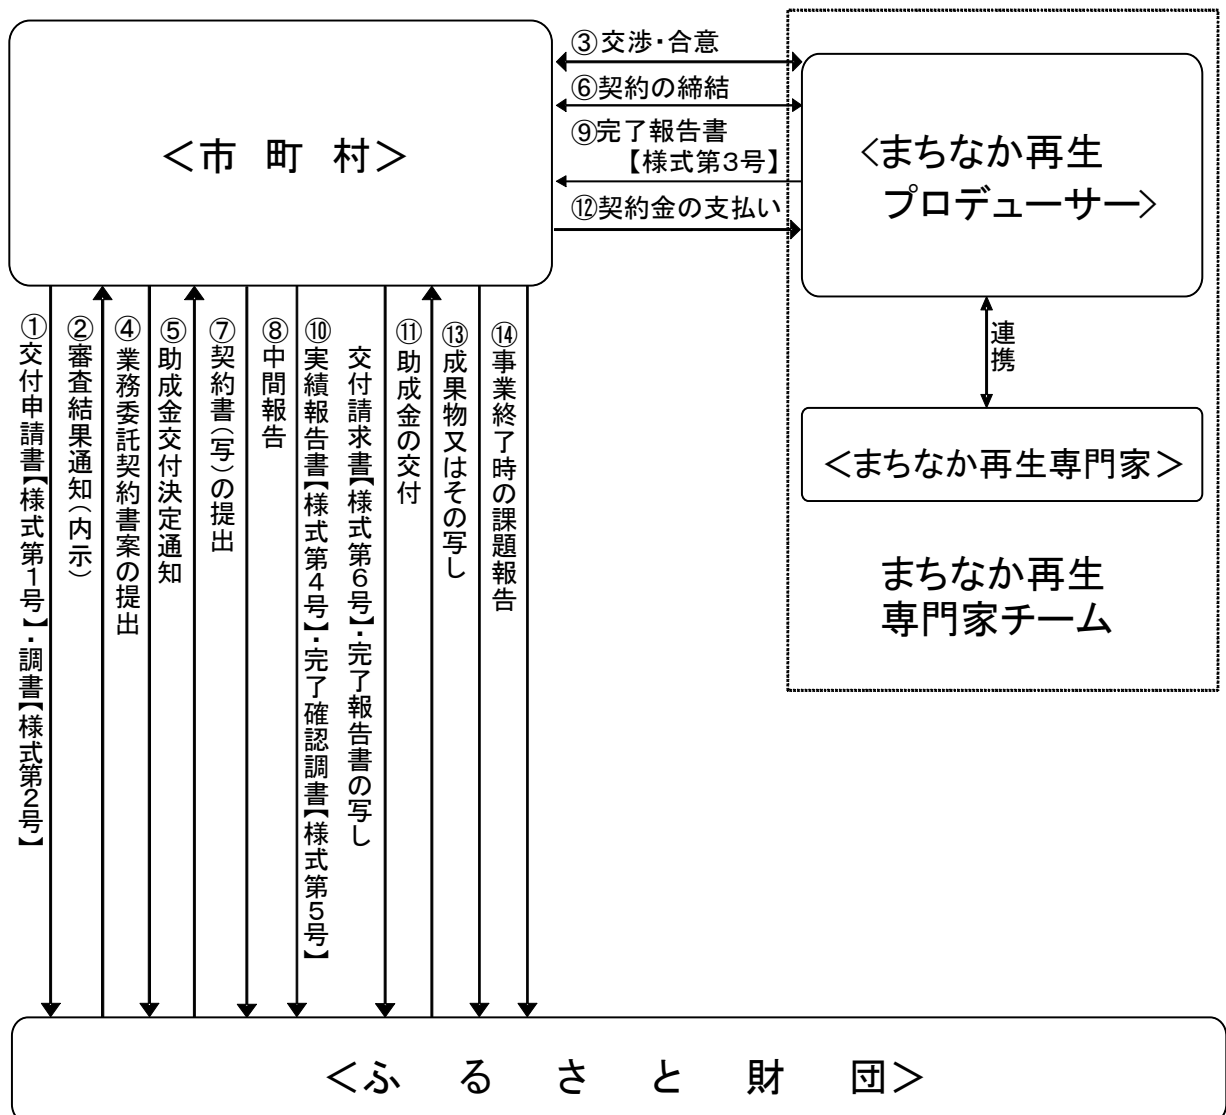 <市 町 村>
③交渉・合意
⑥契約の締結
⑨完了報告書
【様式第3号】
⑫契約金の支払い
<まちなか再生
プロデューサー>
連携
<まちなか再生専門家>
まちなか再生
専門家チーム
①交付申請書【様式第1号】・調書【様式第2号】
②審査結果通知(内示)
④業務委託契約書案の提出
⑤助成金交付決定通知
⑦契約書(写)の提出
⑧中間報告
⑩実績報告書【様式第4号】・完了確認調書【様式第5号】
交付請求書【様式第6号】・完了報告書の写し
⑪助成金の交付
⑬成果物又はその写し
⑭事業終了時の課題報告
<ふ る さ と 財 団>